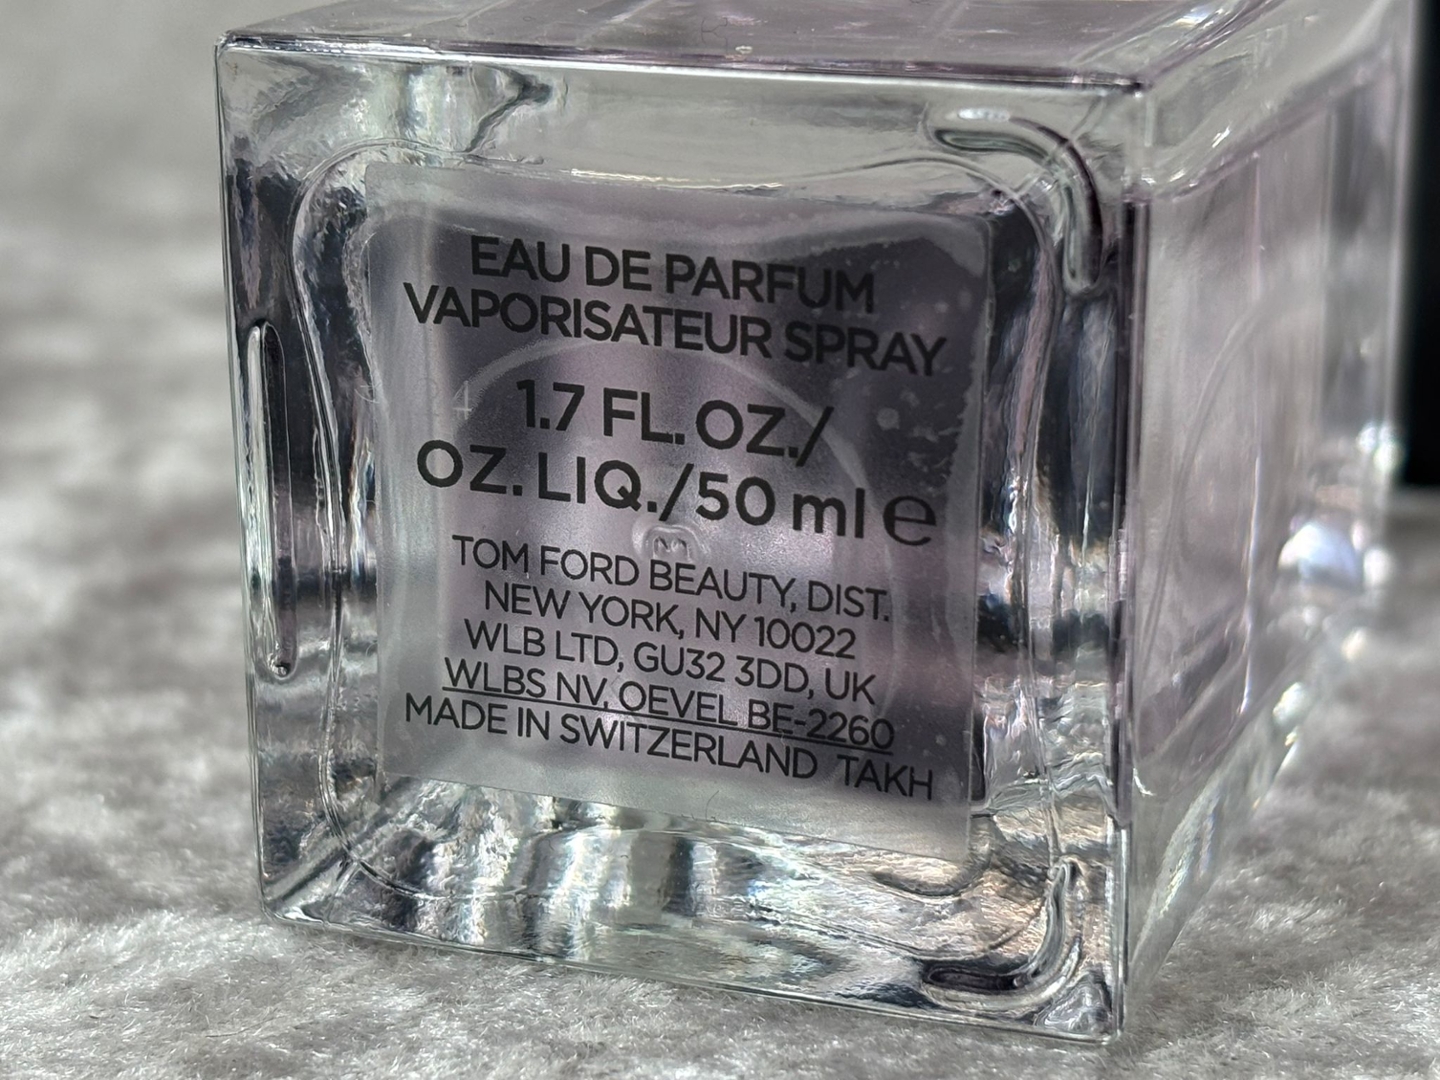 EAU DE PARFUM
VAPORISATEUR SPRAY
1.7 FL. OZ./
OZ. LIQ./50 ml ℮
TOM FORD BEAUTY, DIST.
NEW YORK, NY 10022
WLB LTD, GU32 3DD, UK
WLBS NV, OEVEL BE-2260
MADE IN SWITZERLAND TAKH